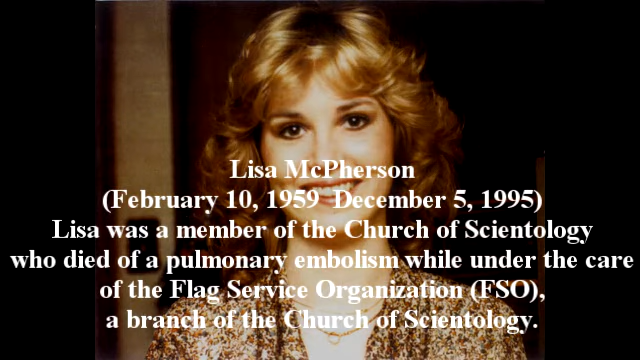 Lisa McPherson
(February 10, 1959 December 5, 1995)
Lisa was a member of the Church of Scientology
who died of a pulmonary embolism while under the care
of the Flag Service Organization (FSO),
a branch of the Church of Scientology.